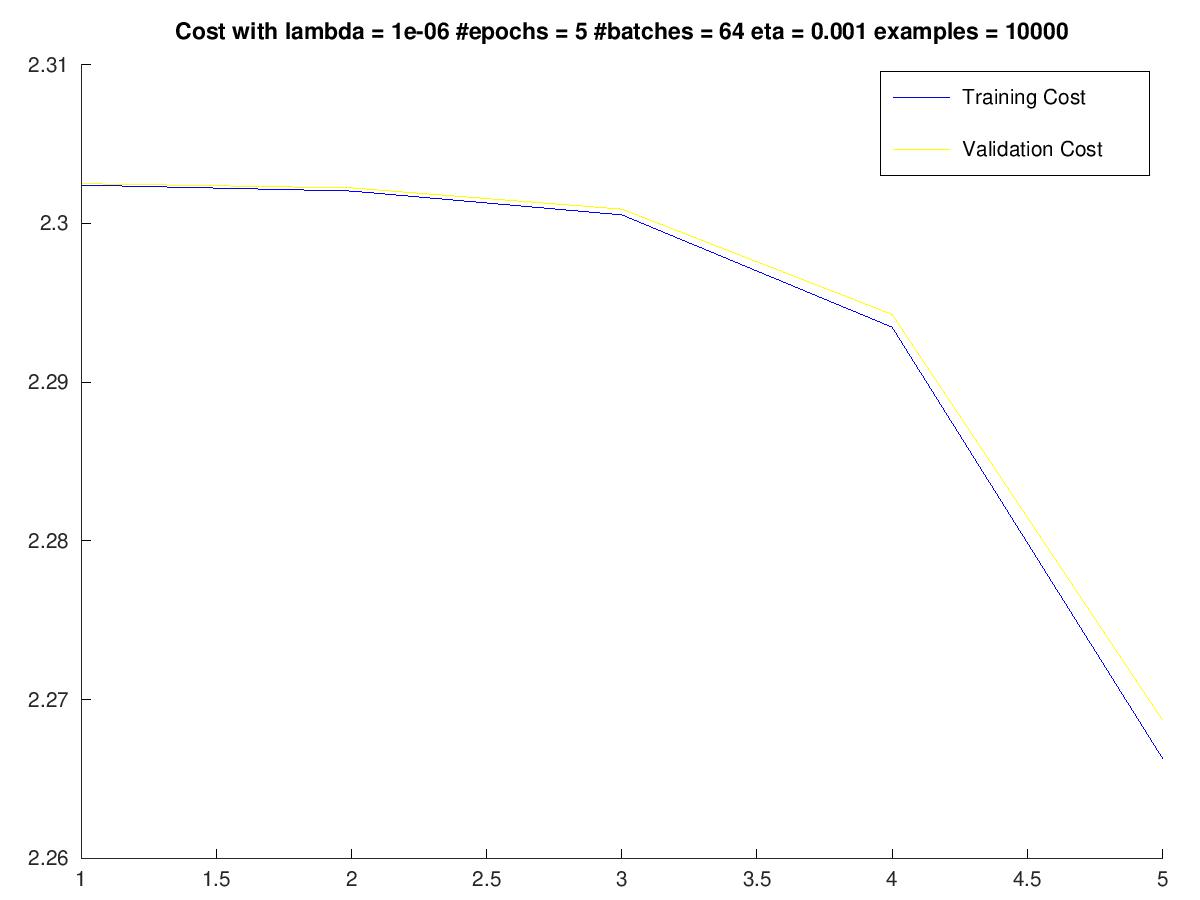 Cost with lambda = 1e-06 #epochs = 5 #batches = 64 eta = 0.001 examples = 10000
2.31
Training Cost
Validation Cost
2.3
2.29
2.28
2.27
2.26
1 1.5 2 2.5 3 3.5 4 4.5 5